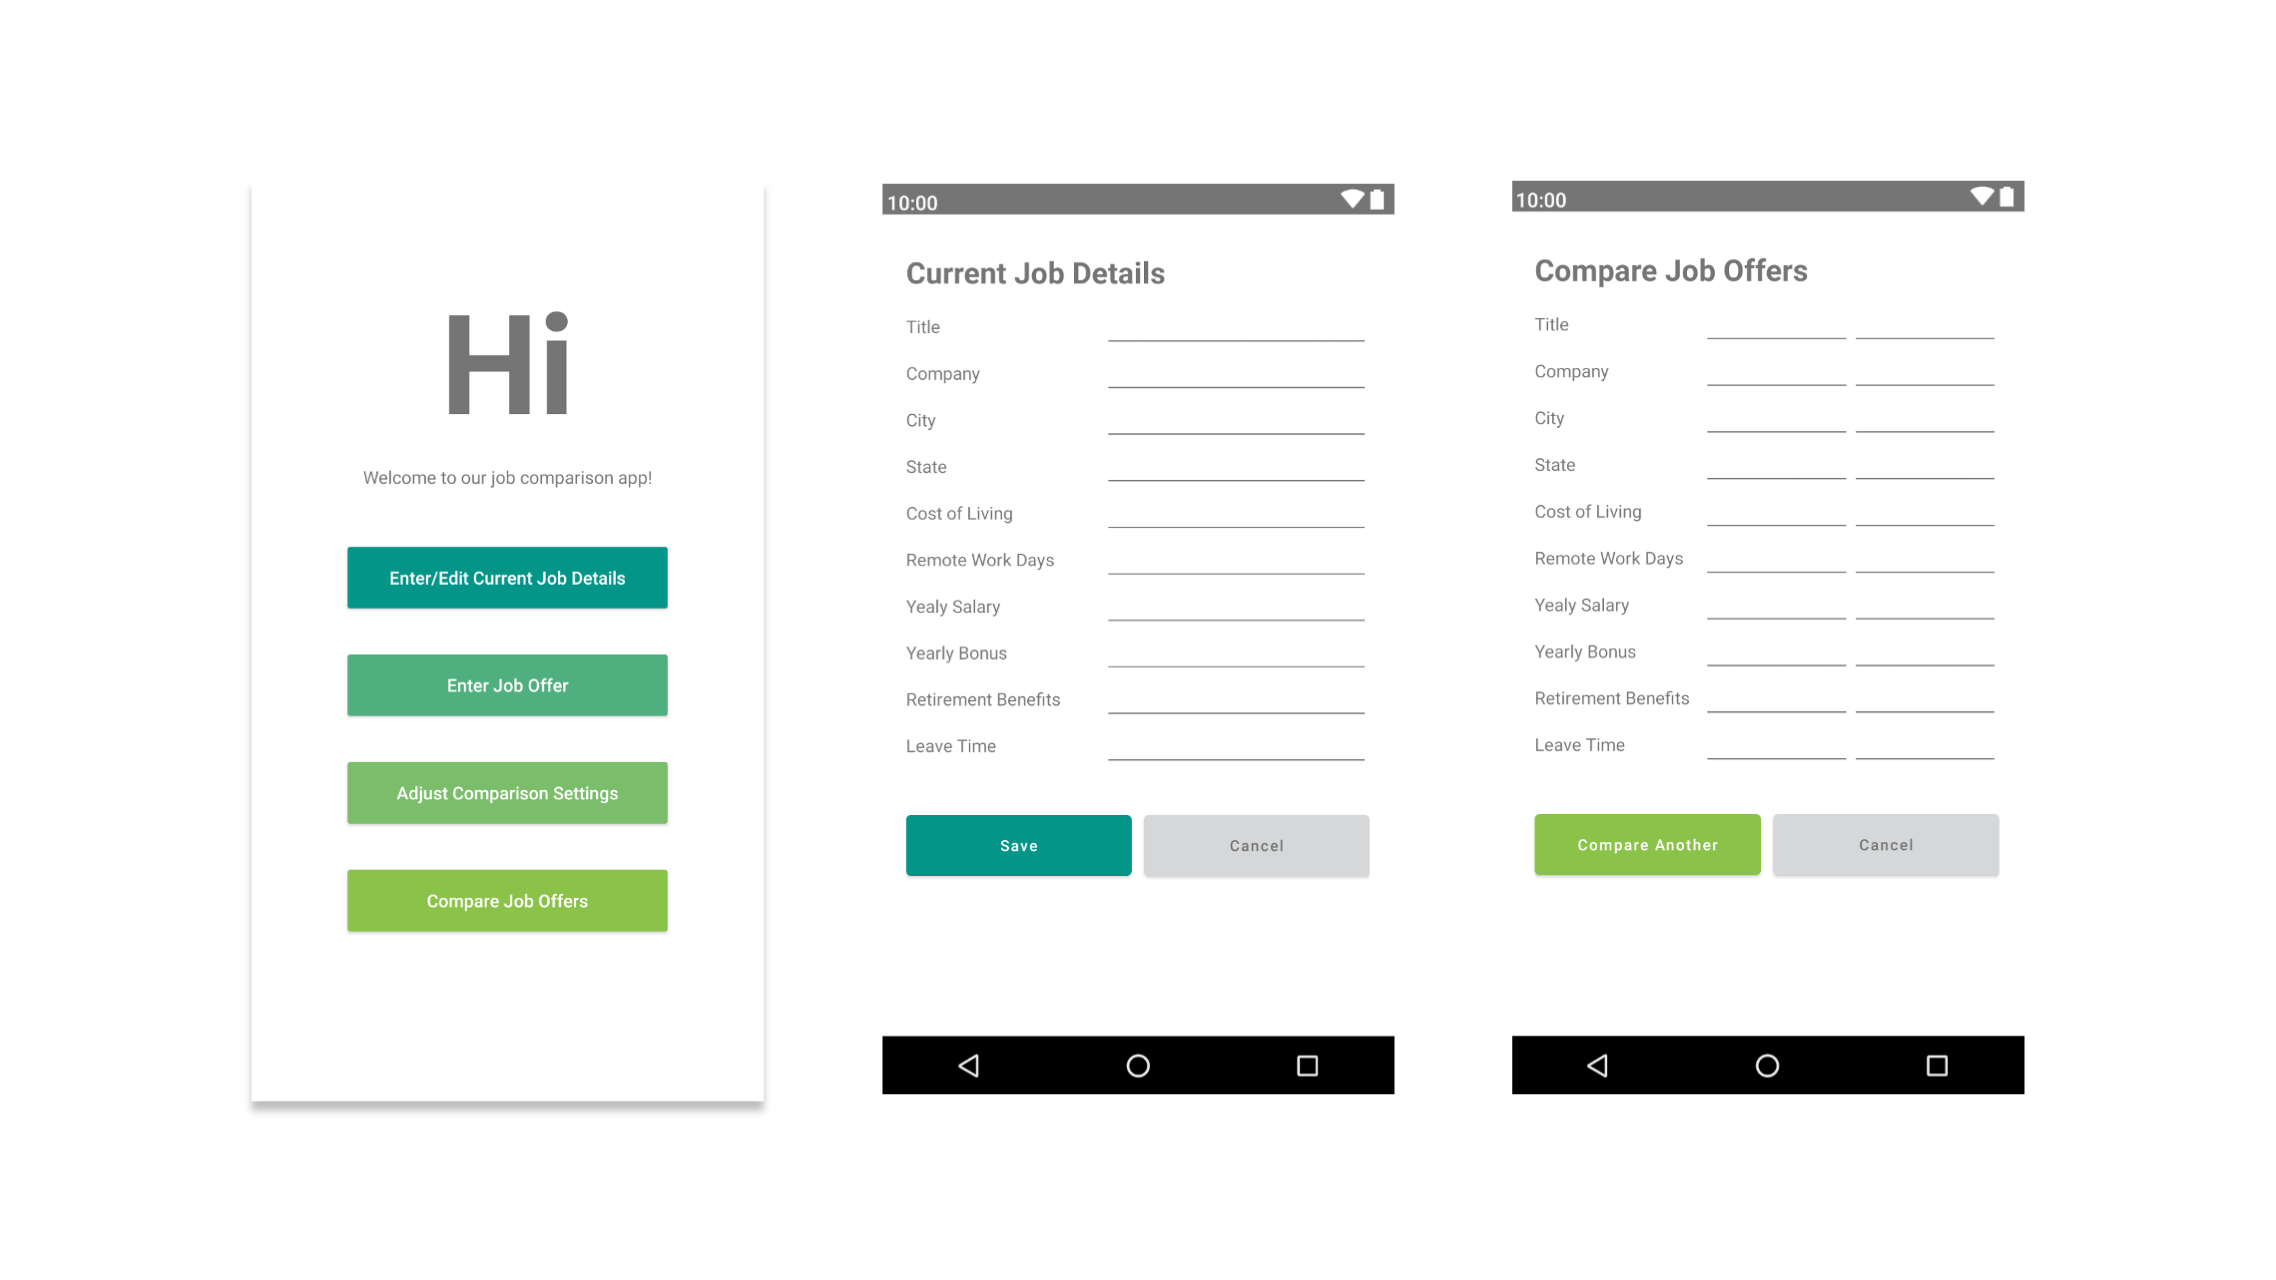 Hi
Welcome to our job comparison app!
Enter/Edit Current Job Details
Enter Job Offer
Adjust Comparison Settings
Compare Job Offers
10:00
Current Job Details
Title
Company
City
State
Cost of Living
Remote Work Days
Yealy Salary
Yearly Bonus
Retirement Benefits
Leave Time
Save Cancel
10:00
Compare Job Offers
Title
Company
City
State
Cost of Living
Remote Work Days
Yealy Salary
Yearly Bonus
Retirement Benefits
Leave Time
Compare Another Cancel